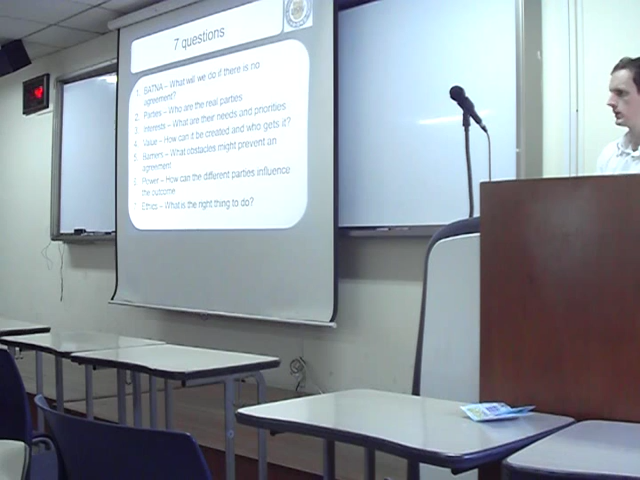 7 questions
1. BATNA – What will we do if there is no
agreement?
2. Parties – Who are the real parties
3. Interests – What are their needs and priorities
4. Value – How can it be created and who gets it?
5. Barriers – What obstacles might prevent an
agreement
6. Power – How can the different parties influence
the outcome
7. Ethics – What is the right thing to do?